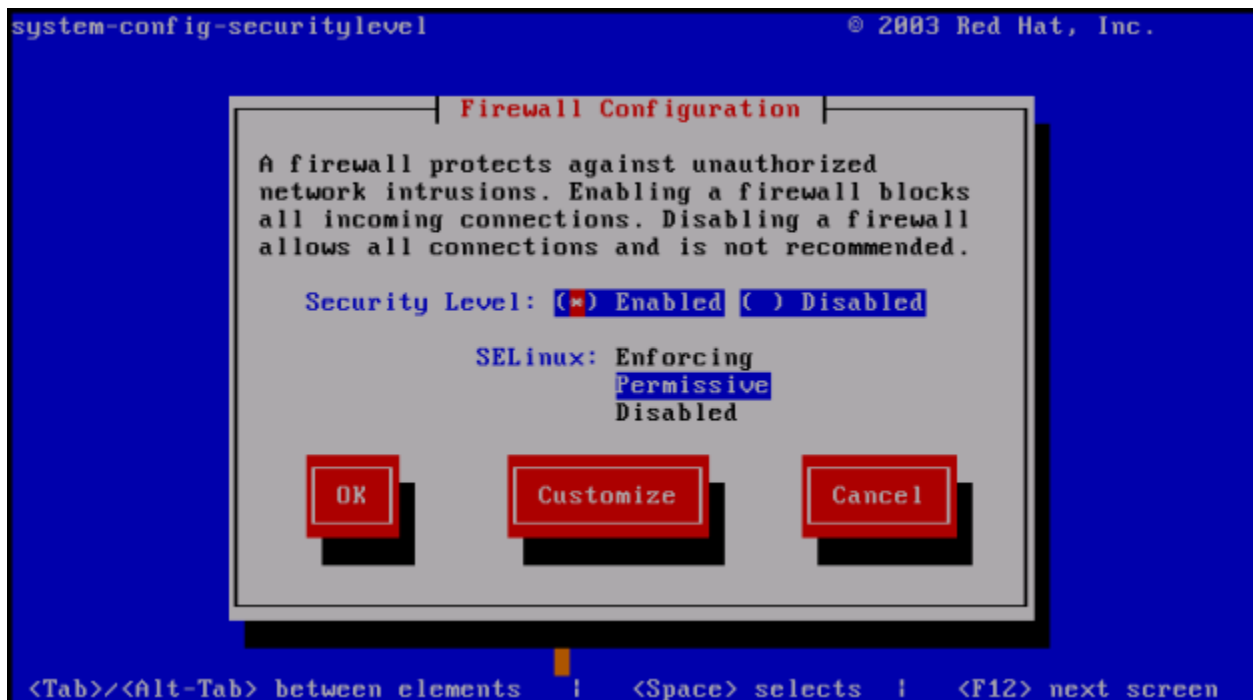 system-config-securitylevel © 2003 Red Hat, Inc.
Firewall Configuration
A firewall protects against unauthorized
network intrusions. Enabling a firewall blocks
all incoming connections. Disabling a firewall
allows all connections and is not recommended.
Security Level: (*) Enabled ( ) Disabled
SELinux: Enforcing
Permissive
Disabled
OK Customize Cancel
<Tab>/<Alt-Tab> between elements | <Space> selects | <F12> next screen